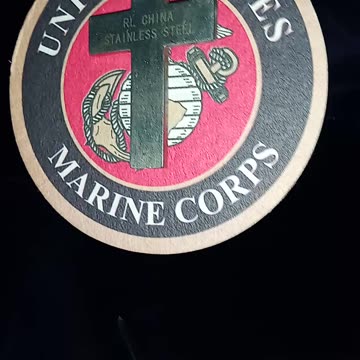 UNI
ES
RL CHINA
STAINLESS STEEL
MARINE CORPS